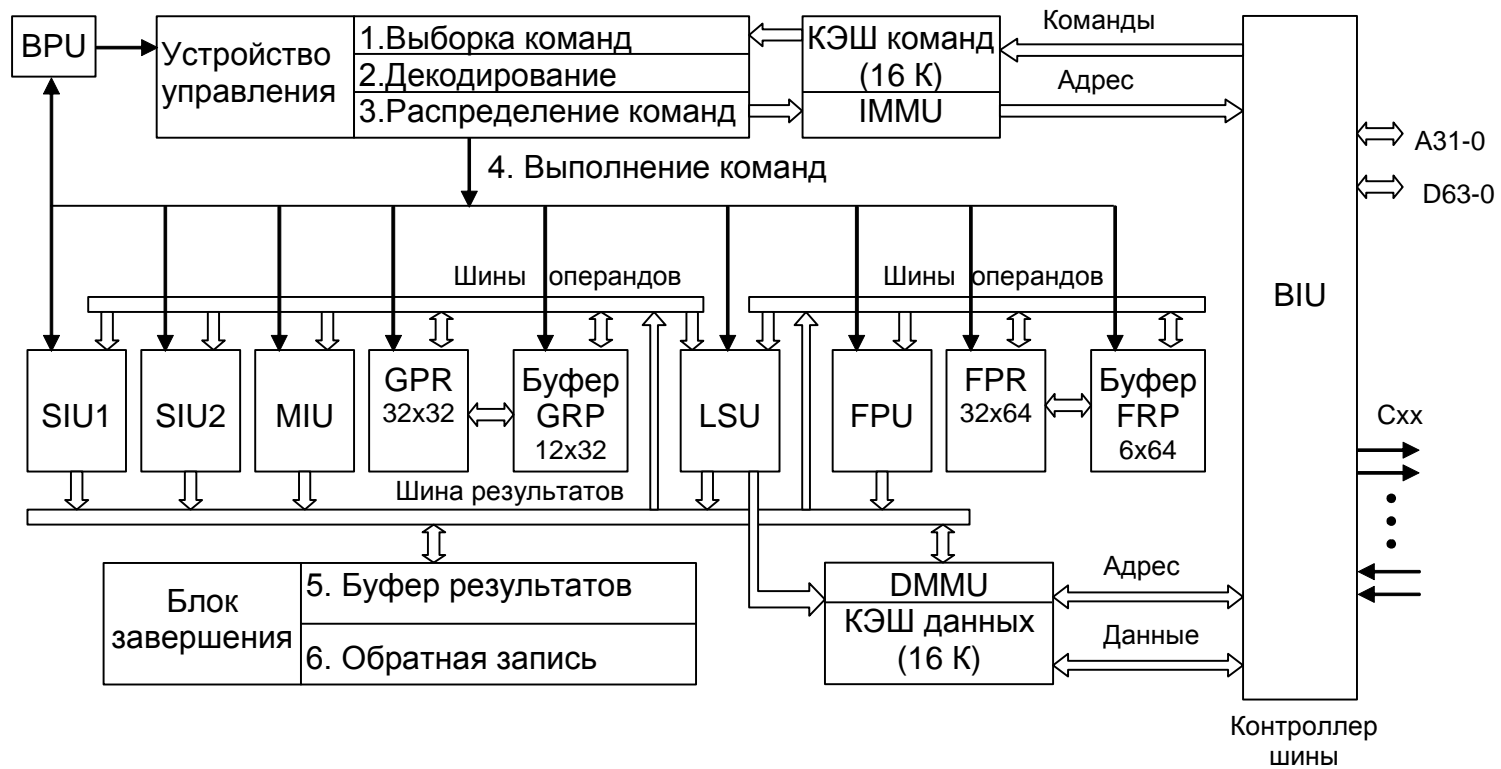 BPU
Устройство
управления
1.Выборка команд
2.Декодирование
3.Распределение команд
КЭШ команд
(16 К)
IMMU
Команды
Адрес
A31-0
D63-0
4. Выполнение команд
Шины операндов
Шины операндов
BIU
SIU1
SIU2
MIU
GPR
32x32
Буфер
GRP
12x32
LSU
FPU
FPR
32x64
Буфер
FRP
6x64
Cxx
Шина результатов
Блок
завершения
5. Буфер результатов
6. Обратная запись
DMMU
КЭШ данных
(16 К)
Адрес
Данные
Контроллер
шины